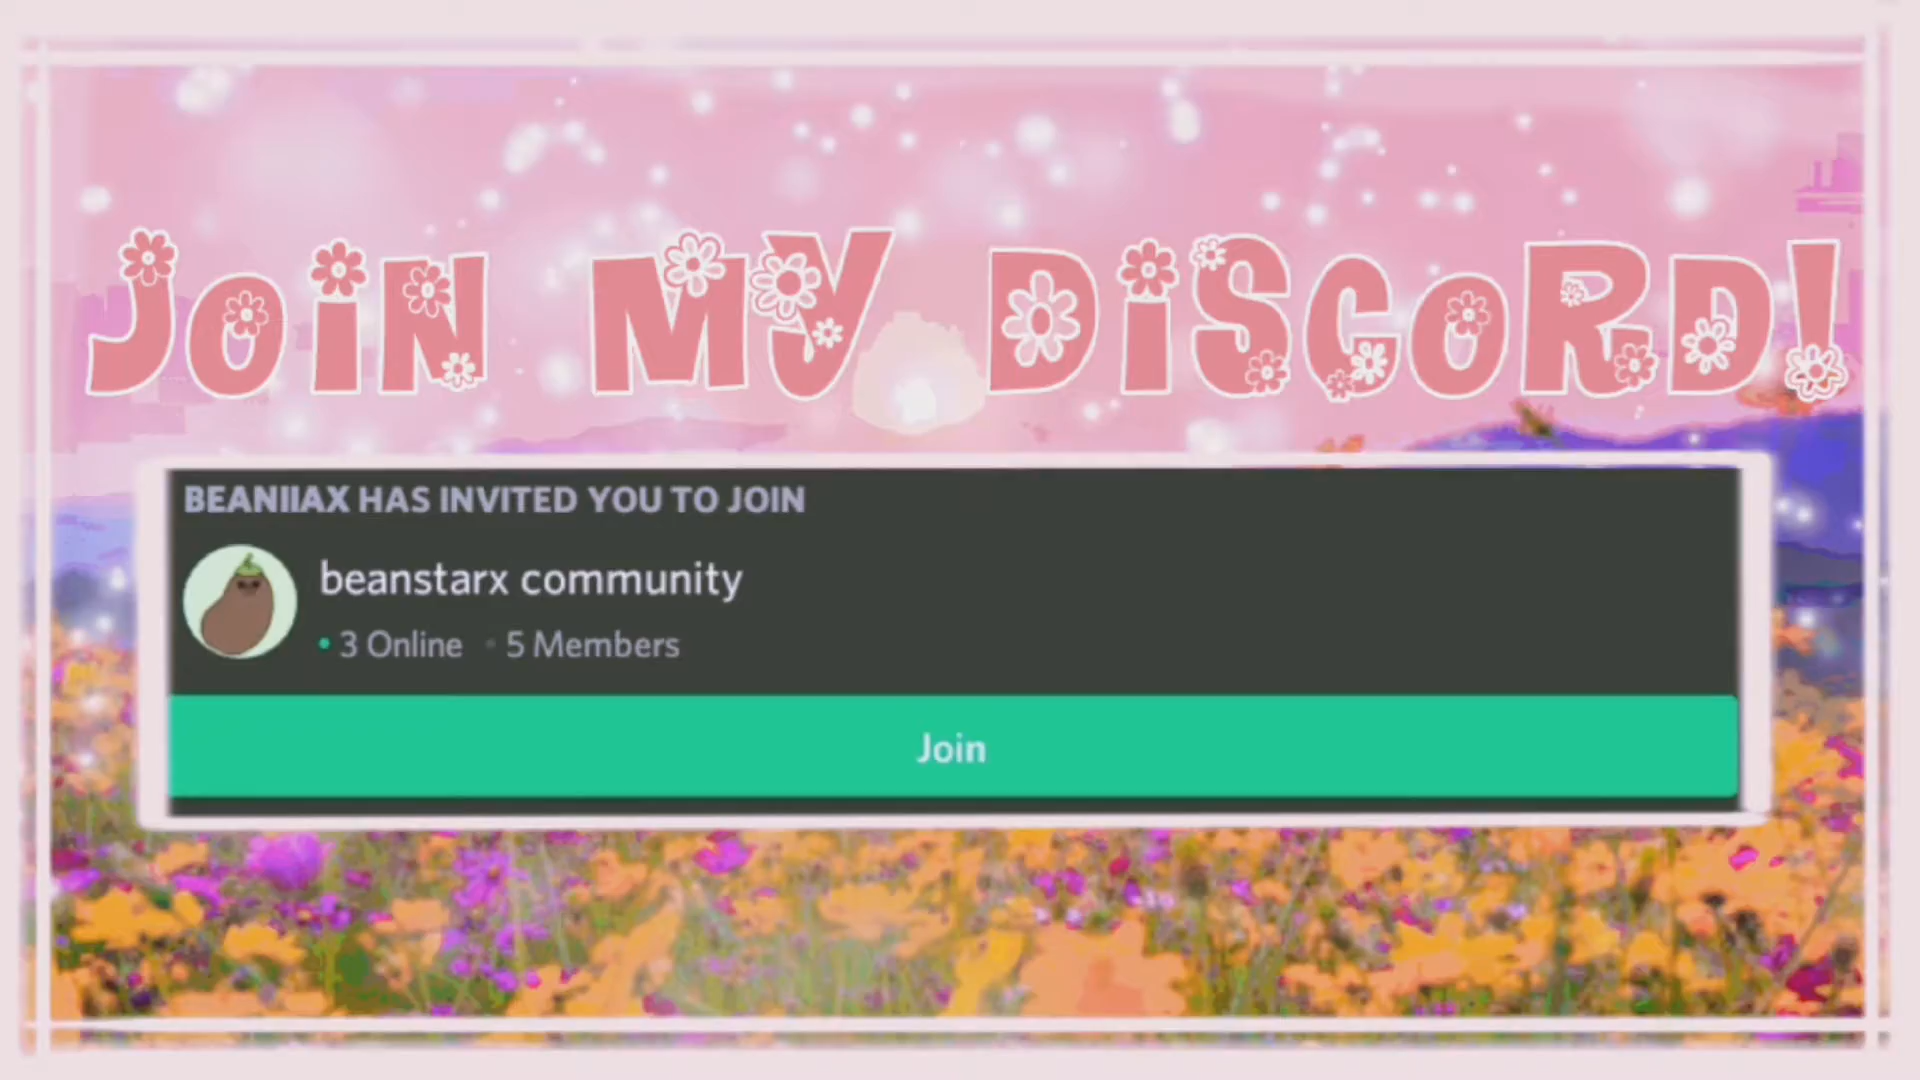 JOiN MY DiSCORD!
BEANIIAX HAS INVITED YOU TO JOIN
beanstarx community
3 Online 5 Members
Join